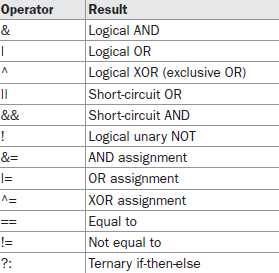 Operator Result
& Logical AND
| Logical OR
^ Logical XOR (exclusive OR)
|| Short-circuit OR
&& Short-circuit AND
! Logical unary NOT
&= AND assignment
|= OR assignment
^= XOR assignment
== Equal to
!= Not equal to
?: Ternary if-then-else